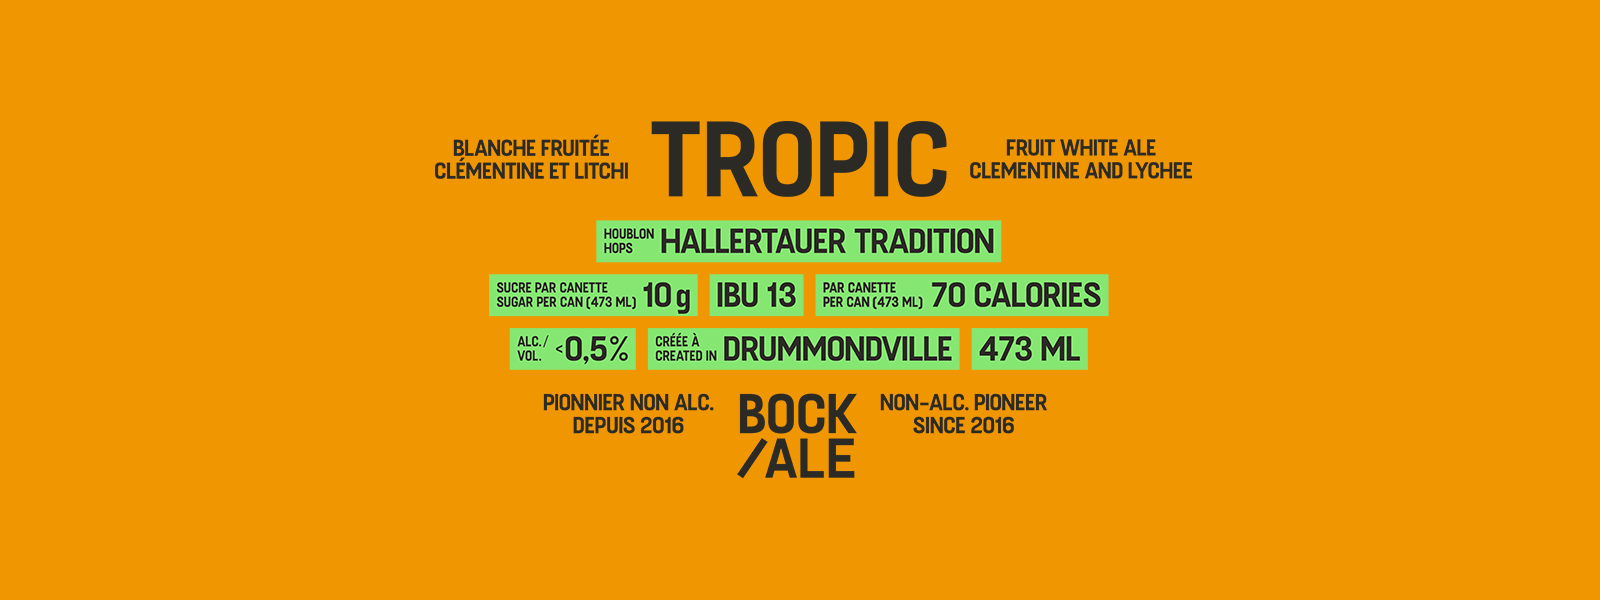 BLANCHE FRUITÉE
CLÉMENTINE ET LITCHI
TROPIC
FRUIT WHITE ALE
CLEMENTINE AND LYCHEE
HOUBLON
HOPS
HALLERTAUER TRADITION
SUCRE PAR CANETTE
SUGAR PER CAN (473 ML)
10 g
IBU 13
PAR CANETTE
PER CAN (473 ML)
70 CALORIES
ALC./
VOL.
<0,5%
CRÉÉE À
CREATED IN
DRUMMONDVILLE
473 ML
PIONNIER NON ALC.
DEPUIS 2016
BOCK
/ALE
NON-ALC. PIONEER
SINCE 2016